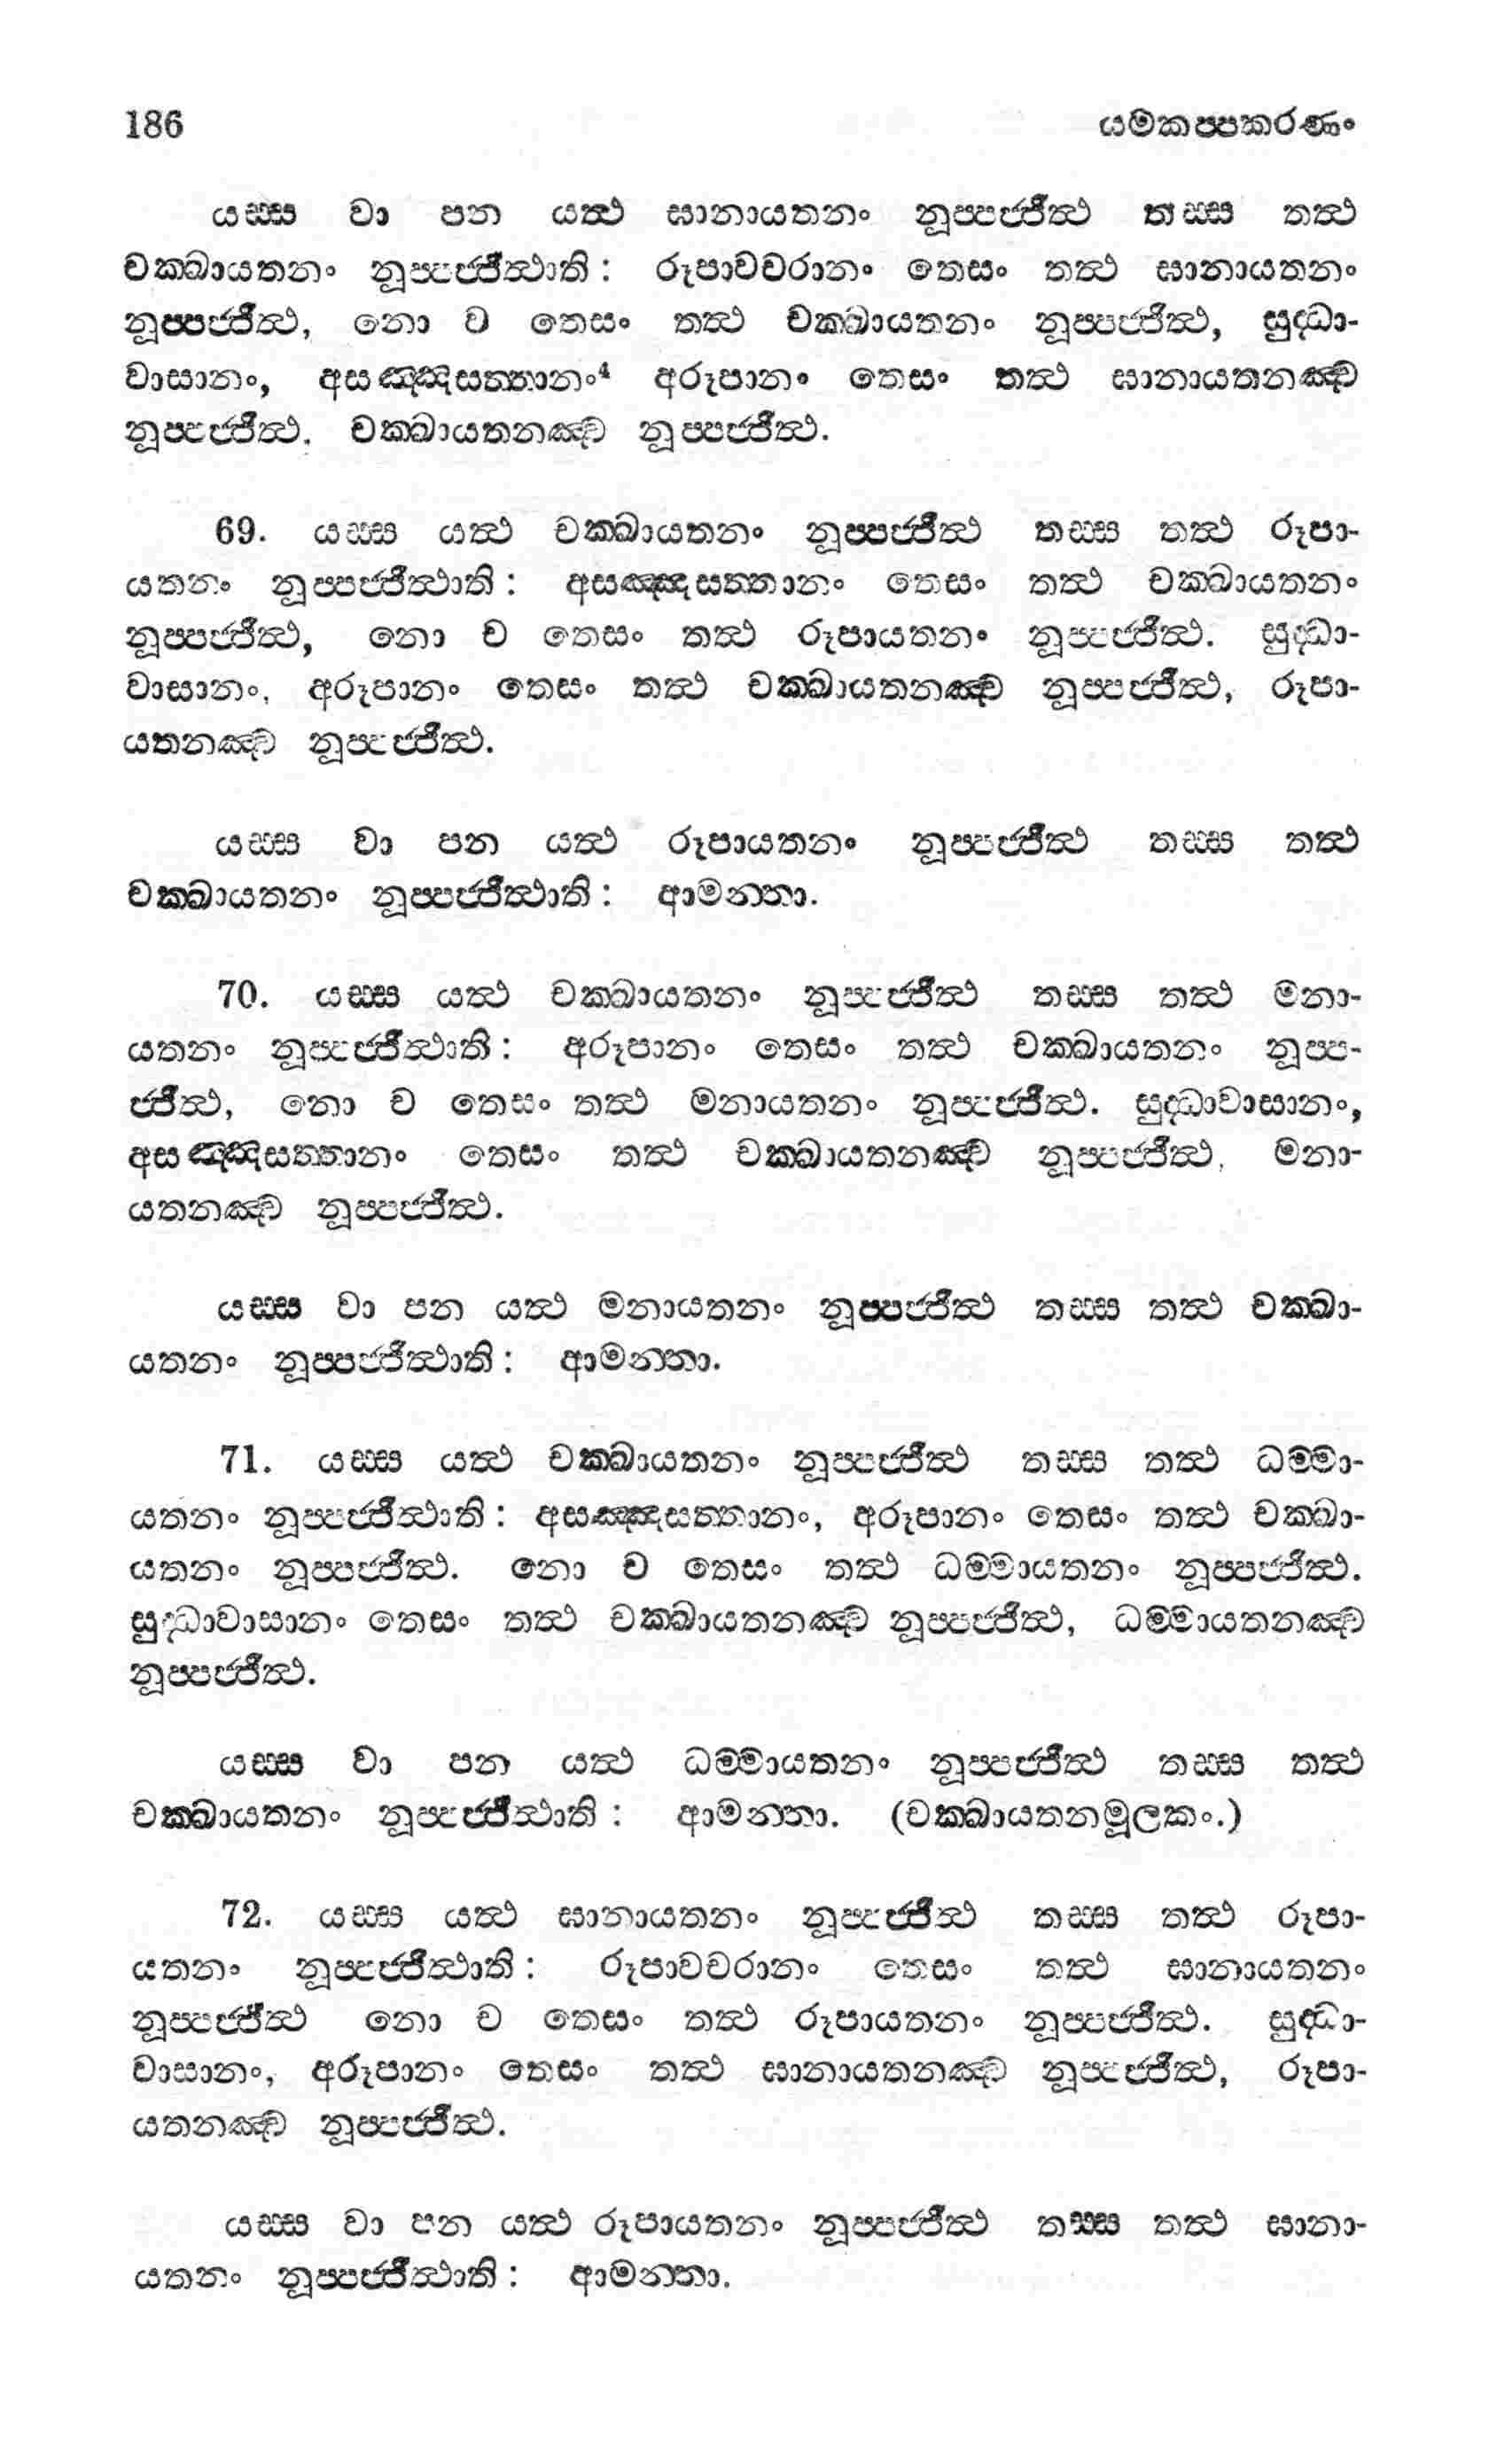 186 යමකප්පකරණං
යස්ස වා පන යත්ථ ඝානායතනං නූප්පජ්ජිත්ථ තස්ස තත්ථ
චක්ඛායතනං නූප්පජ්ජිත්ථාති : රූපාවචරානං තෙසං තත්ථ ඝානායතනං
නූප්පජ්ජිත්ථ, නො ච තෙසං තත්ථ චක්ඛායතනං නූප්පජ්ජිත්ථ, සුද්ධා-
වාසානං, අසඤ්ඤසත්තානං⁴ අරූපානං තෙසං තත්ථ ඝානායතනඤ්ච
නූප්පජ්ජිත්ථ. චක්ඛායතනඤ්ච නූප්පජ්ජිත්ථ.
69. යස්ස යත්ථ චක්ඛායතනං නූප්පජ්ජිත්ථ තස්ස තත්ථ රූපා-
යතනං නූප්පජ්ජිත්ථාති : අසඤ්ඤසත්තානං තෙසං තත්ථ චක්ඛායතනං
නූප්පජ්ජිත්ථ, නො ච තෙසං තත්ථ රූපායතනං නූප්පජ්ජිත්ථ. සුද්ධා-
වාසානං, අරූපානං තෙසං තත්ථ චක්ඛායතනඤ්ච නූප්පජ්ජිත්ථ, රූපා-
යතනඤ්ච නූප්පජ්ජිත්ථ.
යස්ස වා පන යත්ථ රූපායතනං නූප්පජ්ජිත්ථ තස්ස තත්ථ
චක්ඛායතනං නූප්පජ්ජිත්ථාති : ආමන්තා.
70. යස්ස යත්ථ චක්ඛායතනං නූප්පජ්ජිත්ථ තස්ස තත්ථ මනා-
යතනං නූප්පජ්ජිත්ථාති : අරූපානං තෙසං තත්ථ චක්ඛායතනං නූප්ප-
ජ්ජිත්ථ, නො ච තෙසං තත්ථ මනායතනං නූප්පජ්ජිත්ථ. සුද්ධාවාසානං,
අසඤ්ඤසත්තානං තෙසං තත්ථ චක්ඛායතනඤ්ච නූප්පජ්ජිත්ථ, මනා-
යතනඤ්ච නූප්පජ්ජිත්ථ.
යස්ස වා පන යත්ථ මනායතනං නූප්පජ්ජිත්ථ තස්ස තත්ථ චක්ඛා-
යතනං නූප්පජ්ජිත්ථාති : ආමන්තා.
71. යස්ස යත්ථ චක්ඛායතනං නූප්පජ්ජිත්ථ තස්ස තත්ථ ධම්මා-
යතනං නූප්පජ්ජිත්ථාති : අසඤ්ඤසත්තානං, අරූපානං තෙසං තත්ථ චක්ඛා-
යතනං නූප්පජ්ජිත්ථ. නො ච තෙසං තත්ථ ධම්මායතනං නූප්පජ්ජිත්ථ.
සුද්ධාවාසානං තෙසං තත්ථ චක්ඛායතනඤ්ච නූප්පජ්ජිත්ථ, ධම්මායතනඤ්ච
නූප්පජ්ජිත්ථ.
යස්ස වා පන යත්ථ ධම්මායතනං නූප්පජ්ජිත්ථ තස්ස තත්ථ
චක්ඛායතනං නූප්පජ්ජිත්ථාති : ආමන්තා. (චක්ඛායතනමූලකං.)
72. යස්ස යත්ථ ඝානායතනං නූප්පජ්ජිත්ථ තස්ස තත්ථ රූපා-
යතනං නූප්පජ්ජිත්ථාති : රූපාවචරානං තෙසං තත්ථ ඝානායතනං
නූප්පජ්ජිත්ථ නො ච තෙසං තත්ථ රූපායතනං නූප්පජ්ජිත්ථ. සුද්ධා-
වාසානං, අරූපානං තෙසං තත්ථ ඝානායතනඤ්ච නූප්පජ්ජිත්ථ, රූපා-
යතනඤ්ච නූප්පජ්ජිත්ථ.
යස්ස වා පන යත්ථ රූපායතනං නූප්පජ්ජිත්ථ තස්ස තත්ථ ඝානා-
යතනං නූප්පජ්ජිත්ථාති : ආමන්තා.